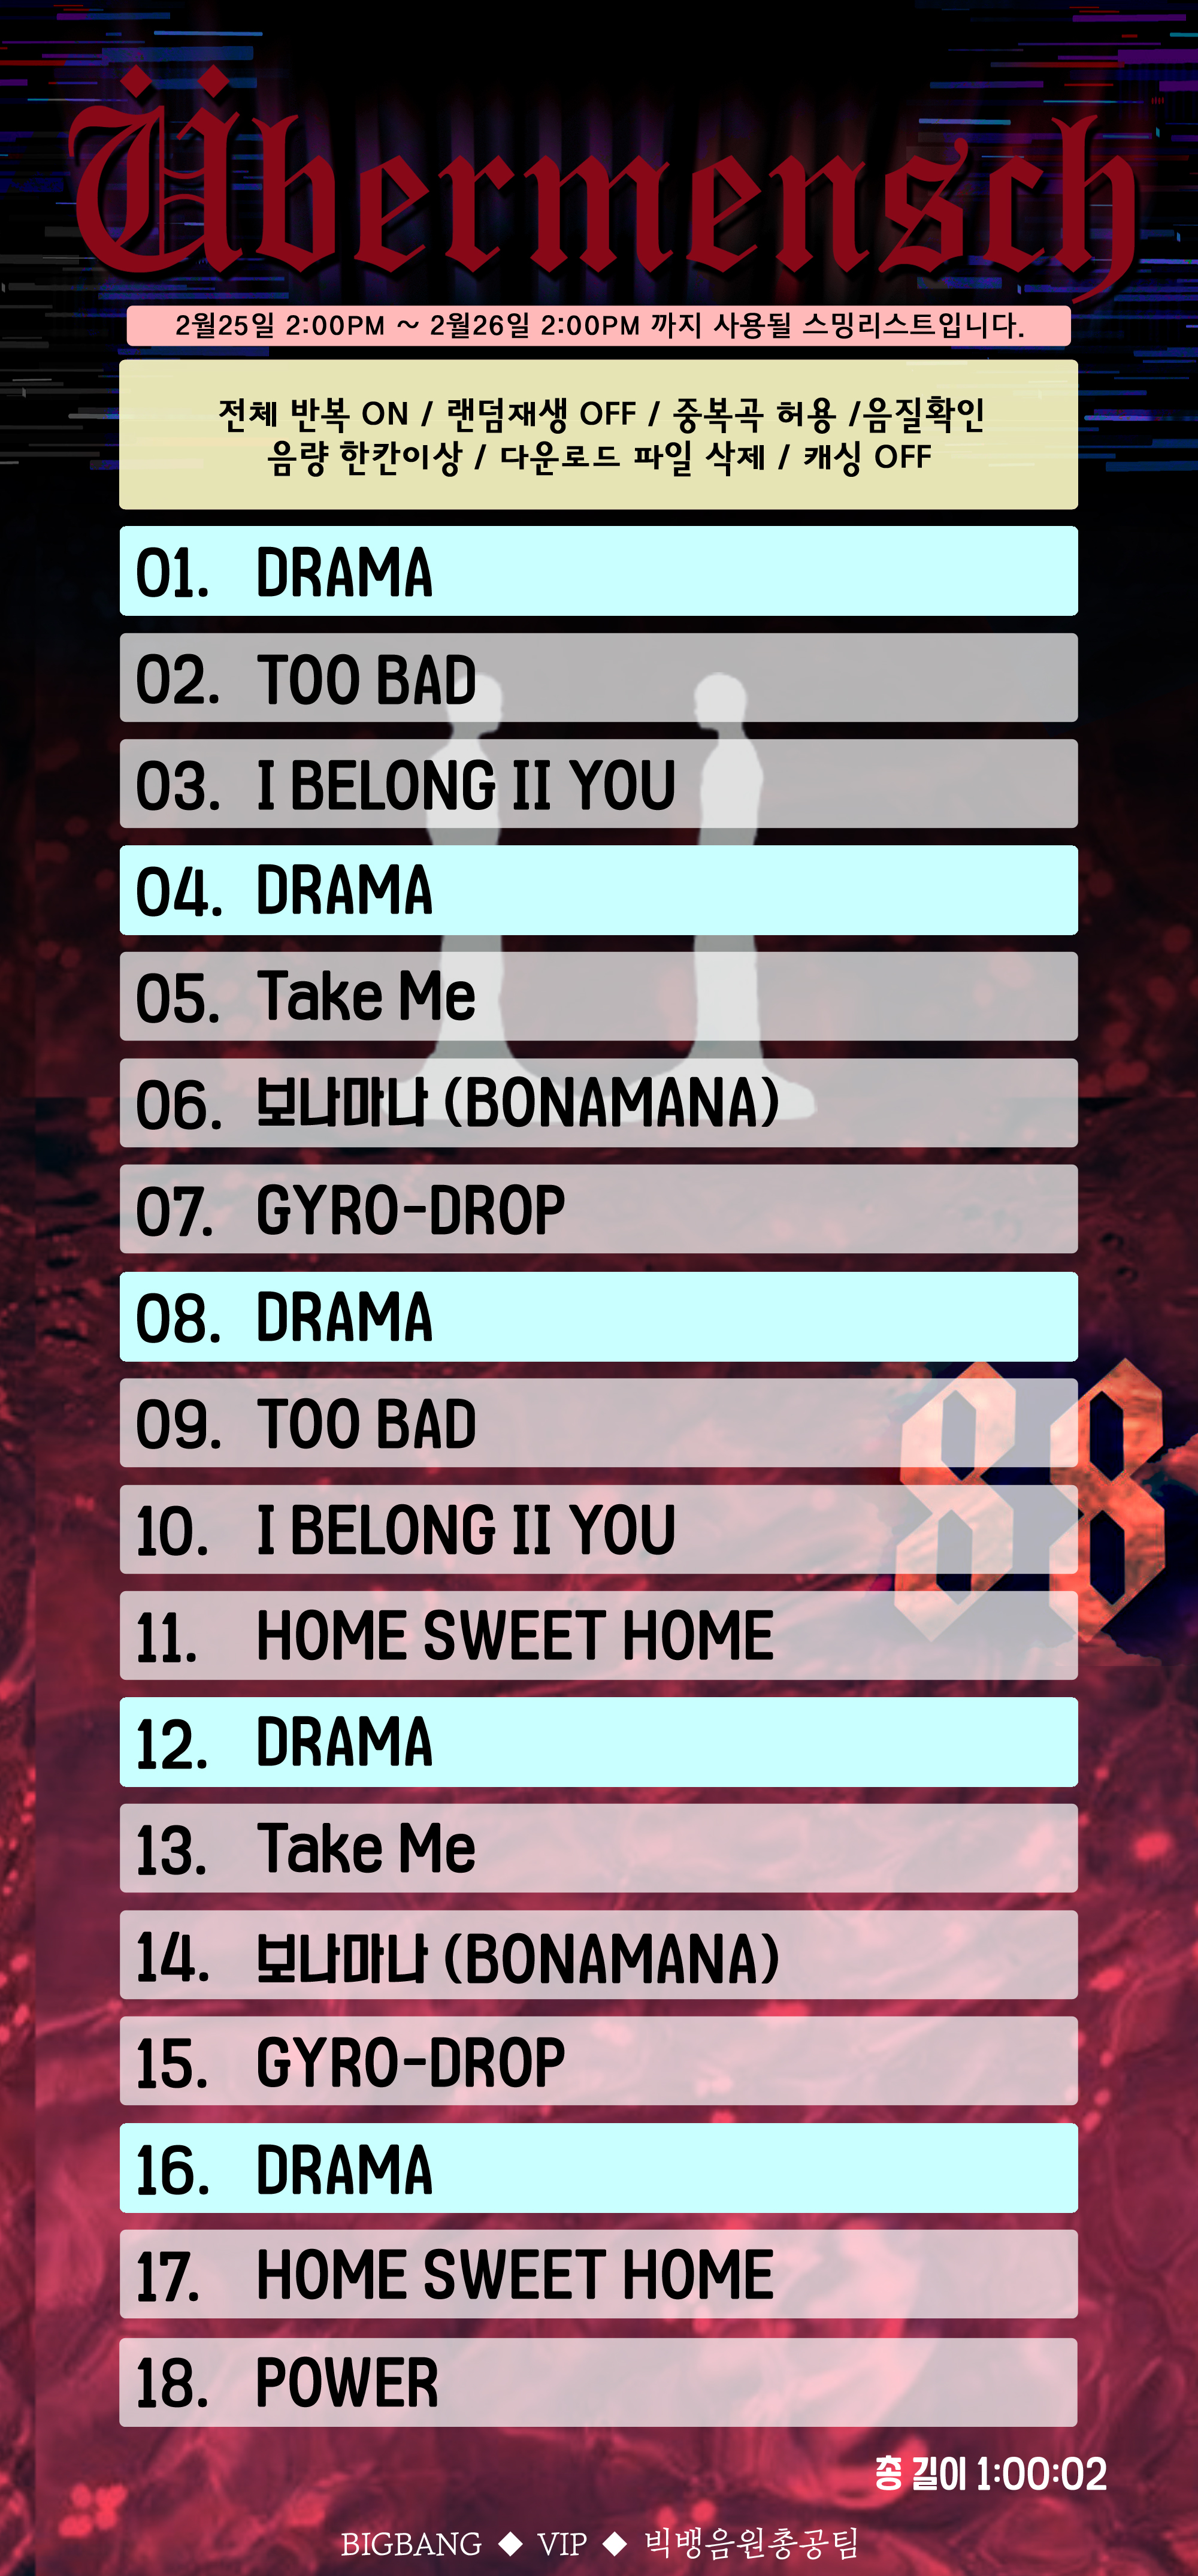 Übermensch
2월25일 2:00PM ~ 2월26일 2:00PM 까지 사용될 스밍리스트입니다.
전체 반복 ON / 랜덤재생 OFF / 중복곡 허용 /음질확인
음량 한칸이상 / 다운로드 파일 삭제 / 캐싱 OFF
01. DRAMA
02. TOO BAD
03. I BELONG II YOU
04. DRAMA
05. Take Me
06. 보나마나 (BONAMANA)
07. GYRO-DROP
08. DRAMA
09. TOO BAD
88
10. I BELONG II YOU
11. HOME SWEET HOME
12. DRAMA
13. Take Me
14. 보나마나 (BONAMANA)
15. GYRO-DROP
16. DRAMA
17. HOME SWEET HOME
18. POWER
총 길이 1:00:02
BIGBANG ◆ VIP ◆ 빅뱅음원총공팀